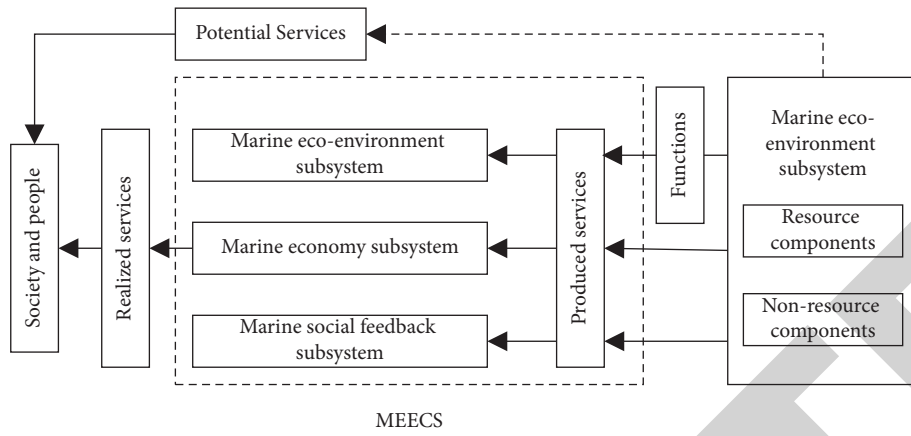 Potential Services
Society and people
Realized services
Marine eco-environment
subsystem
Marine economy subsystem
Marine social feedback
subsystem
Produced services
Functions
Marine eco-
environment
subsystem
Resource
components
Non-resource
components
MEECS